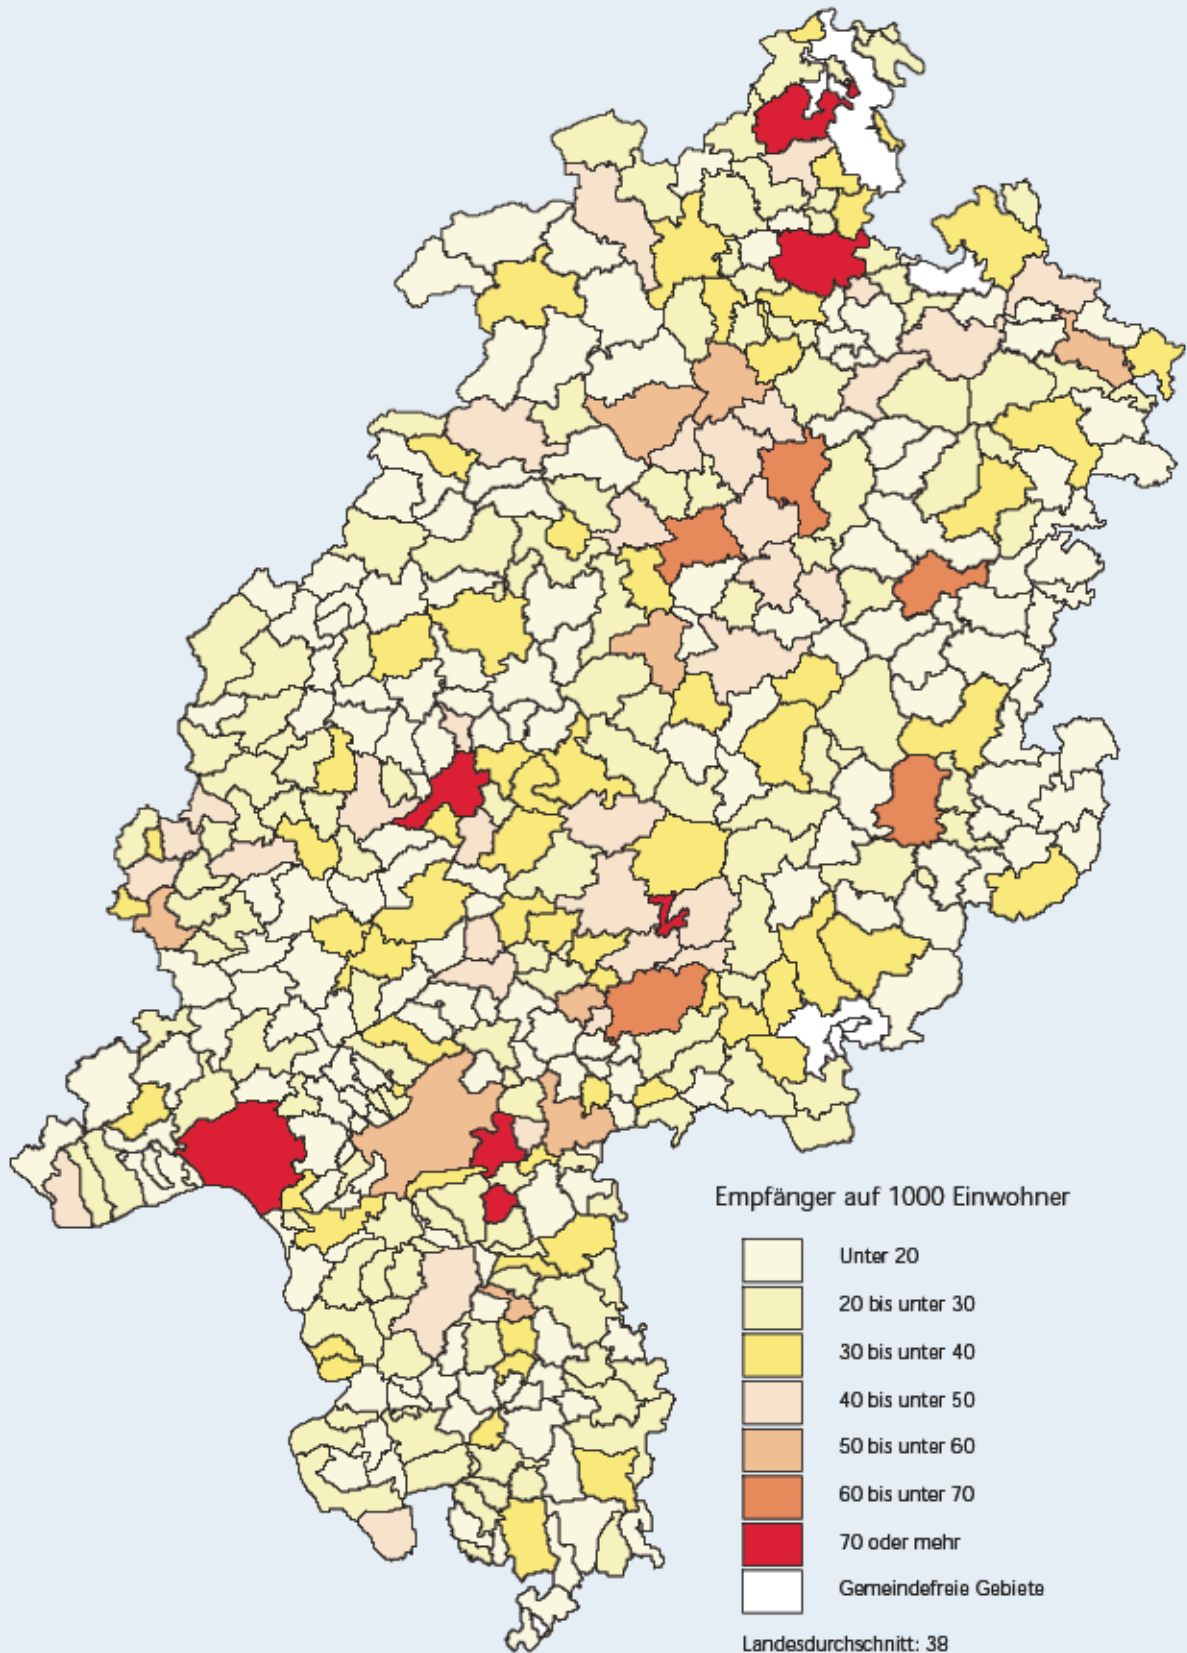 Empfänger auf 1000 Einwohner
Unter 20
20 bis unter 30
30 bis unter 40
40 bis unter 50
50 bis unter 60
60 bis unter 70
70 oder mehr
Gemeindefreie Gebiete
Landesdurchschnitt: 38